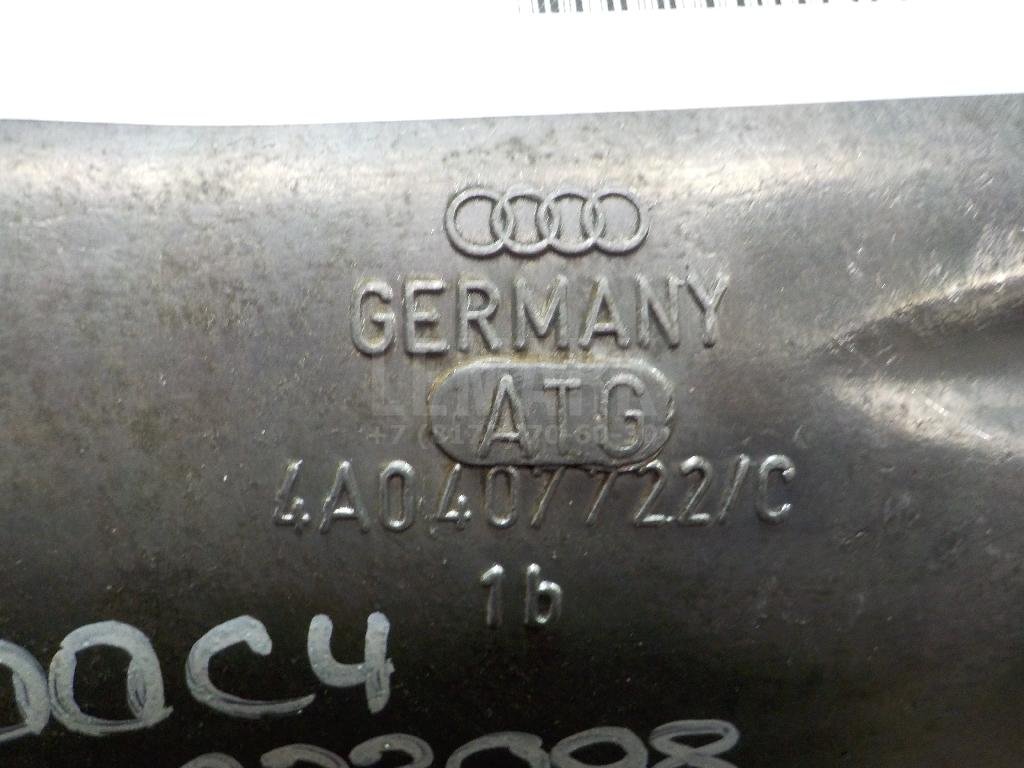 GERMANY
ATG
4A0407722/C
1b
00C4